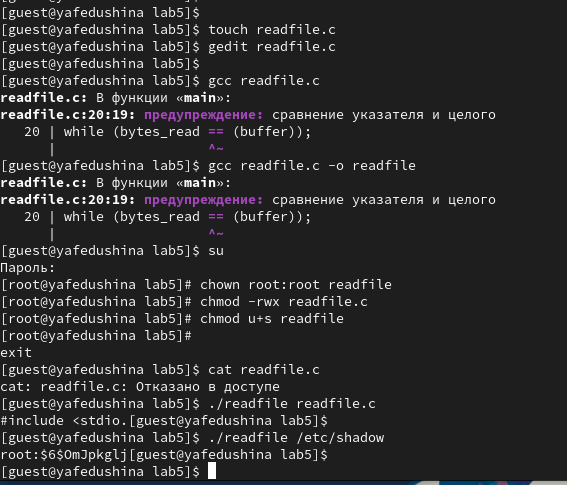 [guest@yafedushina lab5]$
[guest@yafedushina lab5]$ touch readfile.c
[guest@yafedushina lab5]$ gedit readfile.c
[guest@yafedushina lab5]$
[guest@yafedushina lab5]$ gcc readfile.c
readfile.c: В функции «main»:
readfile.c:20:19: предупреждение: сравнение указателя и целого
   20 | while (bytes_read == (buffer));
      |                   ^~
[guest@yafedushina lab5]$ gcc readfile.c -o readfile
readfile.c: В функции «main»:
readfile.c:20:19: предупреждение: сравнение указателя и целого
   20 | while (bytes_read == (buffer));
      |                   ^~
[guest@yafedushina lab5]$ su
Пароль:
[root@yafedushina lab5]# chown root:root readfile
[root@yafedushina lab5]# chmod -rwx readfile.c
[root@yafedushina lab5]# chmod u+s readfile
[root@yafedushina lab5]#
exit
[guest@yafedushina lab5]$ cat readfile.c
cat: readfile.c: Отказано в доступе
[guest@yafedushina lab5]$ ./readfile readfile.c
#include <stdio.[guest@yafedushina lab5]$
[guest@yafedushina lab5]$ ./readfile /etc/shadow
root:$6$OmJpkglj[guest@yafedushina lab5]$
[guest@yafedushina lab5]$